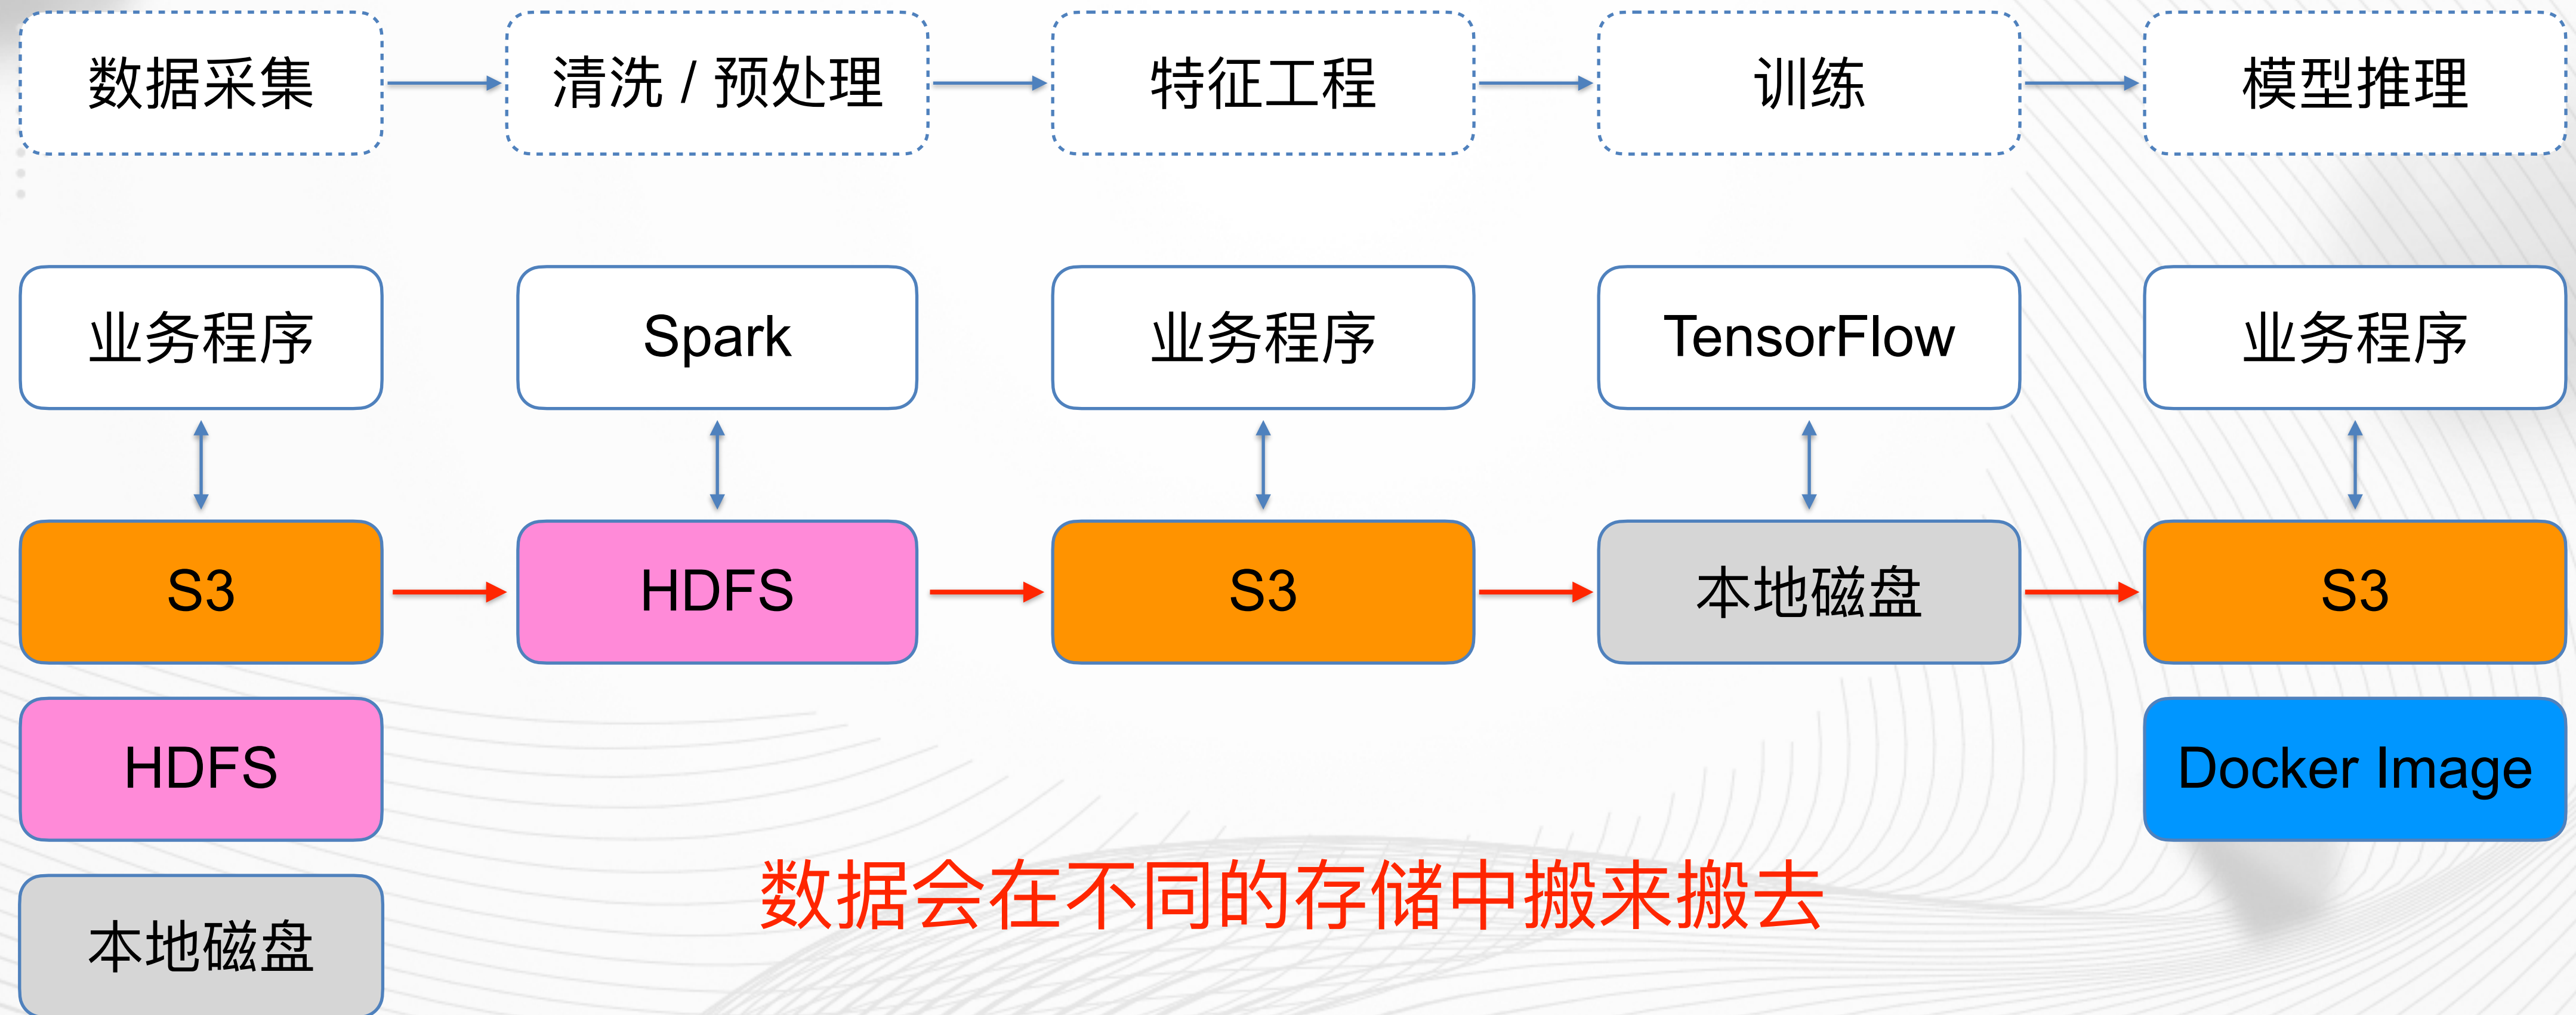 数据采集
清洗 / 预处理
特征工程
训练
模型推理
业务程序
Spark
业务程序
TensorFlow
业务程序
S3
HDFS
S3
本地磁盘
S3
HDFS
Docker Image
数据会在不同的存储中搬来搬去
本地磁盘